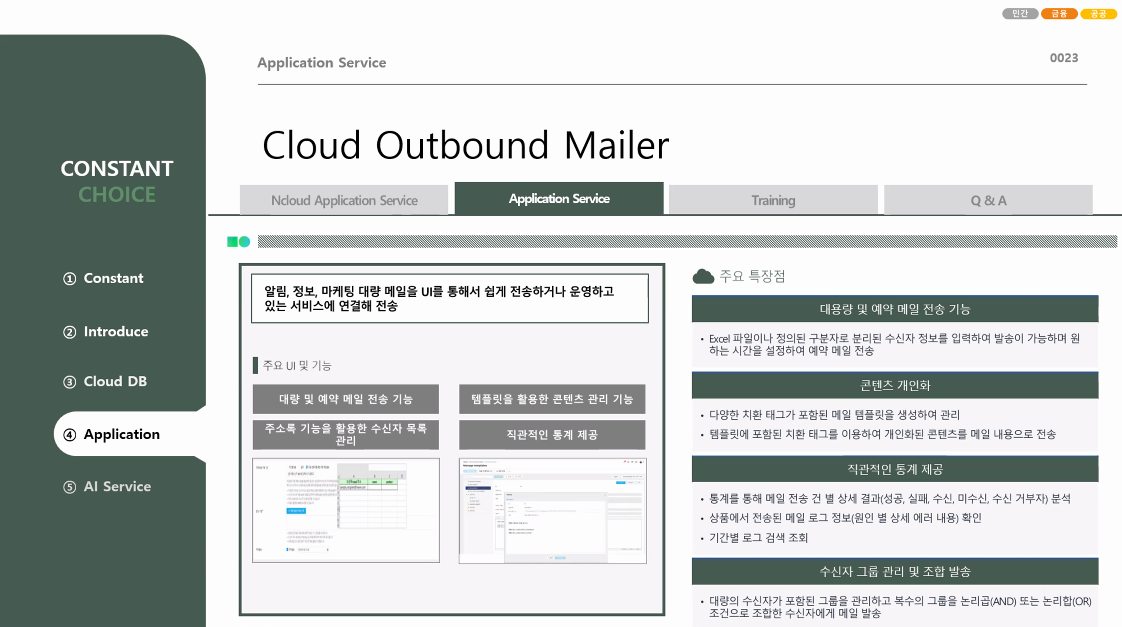 민간 금융 공공
Application Service
0023
Cloud Outbound Mailer
CONSTANT
CHOICE
① Constant
② Introduce
③ Cloud DB
④ Application
⑤ AI Service
Ncloud Application Service
Application Service
Training
Q & A
알림, 정보, 마케팅 대량 메일을 UI를 통해서 쉽게 전송하거나 운영하고
있는 서비스에 연결해 전송
주요 UI 및 기능
대량 및 예약 메일 전송 기능
템플릿을 활용한 콘텐츠 관리 기능
주소록 기능을 활용한 수신자 목록
관리
직관적인 통계 제공
주요 특장점
대용량 및 예약 메일 전송 기능
• Excel 파일이나 정의된 구분자로 분리된 수신자 정보를 입력하여 발송이 가능하며 원
하는 시간을 설정하여 예약 메일 전송
콘텐츠 개인화
• 다양한 치환 태그가 포함된 메일 템플릿을 생성하여 관리
• 템플릿에 포함된 치환 태그를 이용하여 개인화된 콘텐츠를 메일 내용으로 전송
직관적인 통계 제공
• 통계를 통해 메일 전송 건 별 상세 결과(성공, 실패, 수신, 미수신, 수신 거부자) 분석
• 상품에서 전송된 메일 로그 정보(원인 별 상세 에러 내용) 확인
• 기간별 로그 검색 조회
수신자 그룹 관리 및 조합 발송
• 대량의 수신자가 포함된 그룹을 관리하고 복수의 그룹을 논리곱(AND) 또는 논리합(OR)
조건으로 조합한 수신자에게 메일 발송